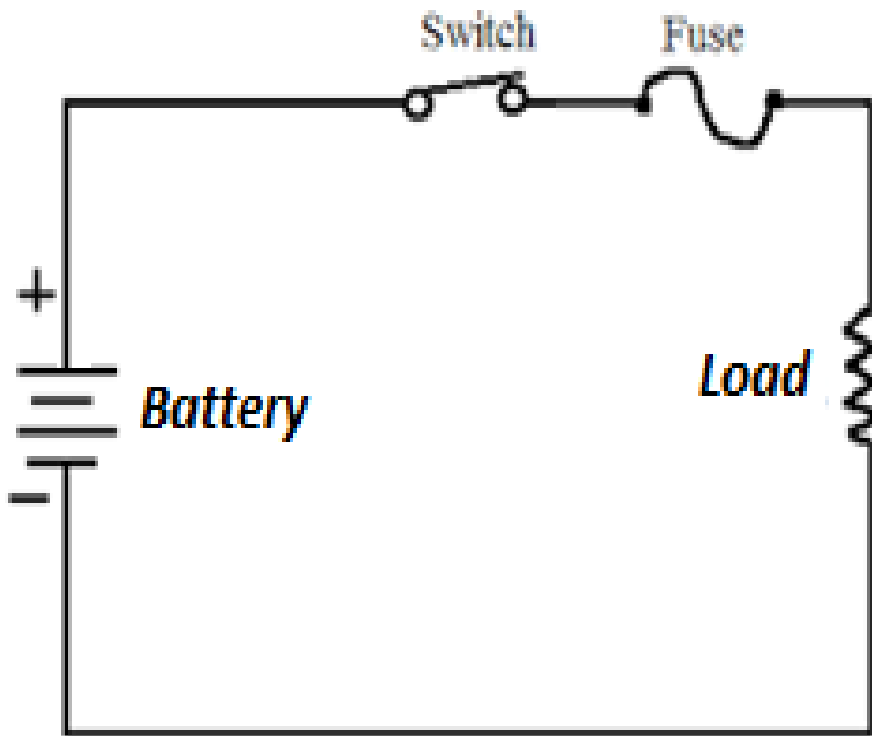 Switch
Fuse
+
Battery
Load
−